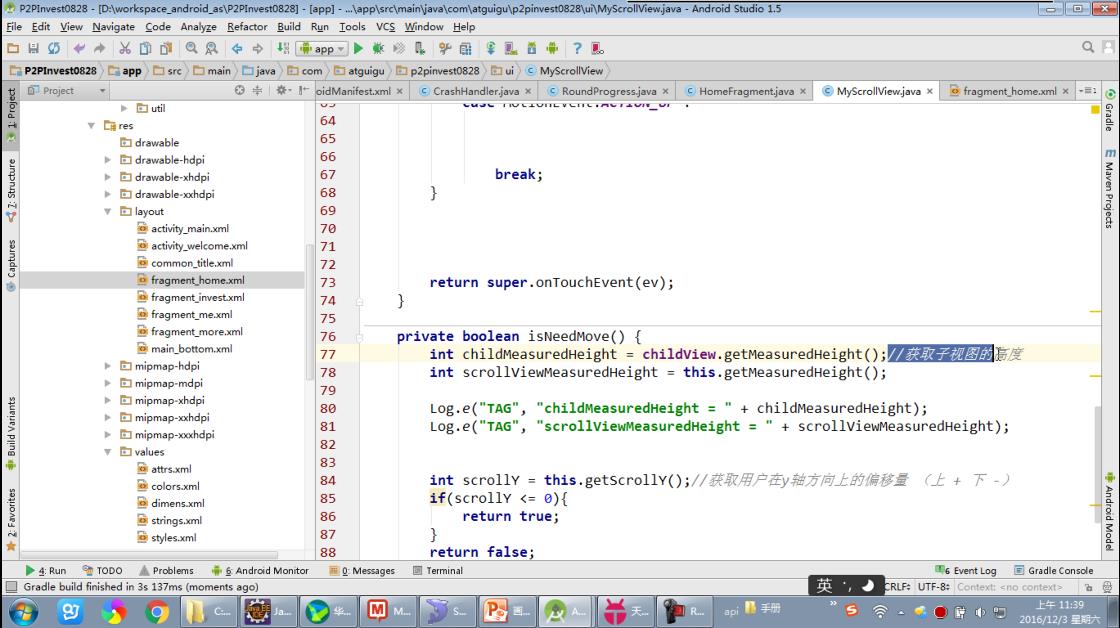 P2PInvest0828 - [D:\workspace_android_as\P2PInvest0828] - [app] - ...\app\src\main\java\com\atguigu\p2pinvest0828\ui\MyScrollView.java - Android Studio 1.5
File Edit View Navigate Code Analyze Refactor Build Run Tools VCS Window Help
app
P2PInvest0828 app src main java com atguigu p2pinvest0828 ui MyScrollView
Project
oidManifest.xml CrashHandler.java RoundProgress.java HomeFragment.java MyScrollView.java fragment_home.xml
1: Project
7: Structure
Captures
Build Variants
2: Favorites
util
res
drawable
drawable-hdpi
drawable-xhdpi
drawable-xxhdpi
layout
activity_main.xml
activity_welcome.xml
common_title.xml
fragment_home.xml
fragment_invest.xml
fragment_me.xml
fragment_more.xml
main_bottom.xml
mipmap-hdpi
mipmap-mdpi
mipmap-xhdpi
mipmap-xxhdpi
mipmap-xxxhdpi
values
attrs.xml
colors.xml
dimens.xml
strings.xml
styles.xml
64
65
66
67 break;
68 }
69
70
71
72
73 return super.onTouchEvent(ev);
74 }
75
76 private boolean isNeedMove() {
77 int childMeasuredHeight = childView.getMeasuredHeight();//获取子视图的高度
78 int scrollViewMeasuredHeight = this.getMeasuredHeight();
79
80 Log.e("TAG", "childMeasuredHeight = " + childMeasuredHeight);
81 Log.e("TAG", "scrollViewMeasuredHeight = " + scrollViewMeasuredHeight);
82
83
84 int scrollY = this.getScrollY();//获取用户在y轴方向上的偏移量 （上 + 下 -）
85 if(scrollY <= 0){
86 return true;
87 }
88 return false;
Gradle
Maven Projects
Android Model
4: Run TODO Problems 6: Android Monitor 0: Messages Terminal 6 Event Log Gradle Console
Gradle build finished in 3s 137ms (moments ago) CRLF: UTF-8: Context: <no context>
英
C... Ja... 华... M... S... 画... A... 天... R... api 手册
上午 11:39
2016/12/3 星期六